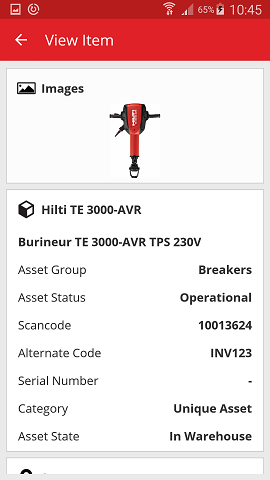 65% 10:45
View Item
Images
Hilti TE 3000-AVR
Burineur TE 3000-AVR TPS 230V
Asset Group Breakers
Asset Status Operational
Scancode 10013624
Alternate Code INV123
Serial Number -
Category Unique Asset
Asset State In Warehouse